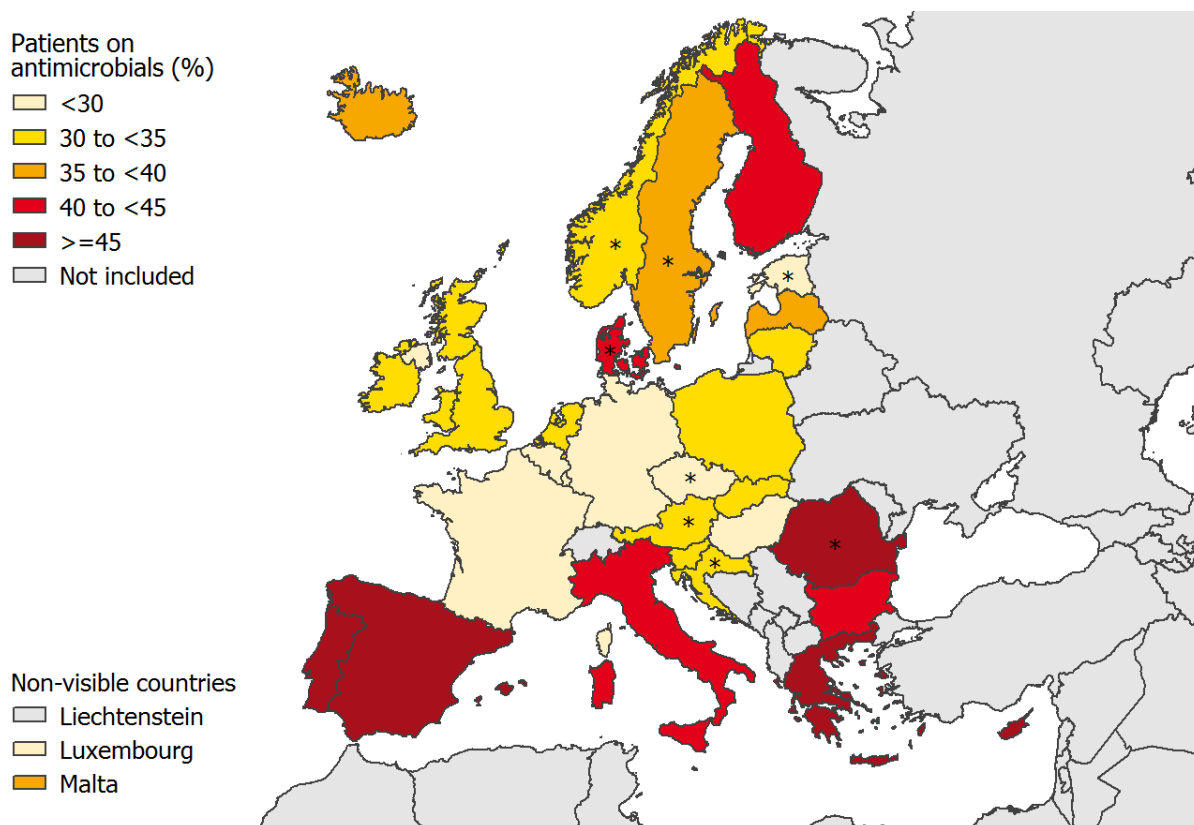 Patients on
antimicrobials (%)
<30
30 to <35
35 to <40
40 to <45
>=45
Not included
*
*
*
*
*
*
*
*
Non-visible countries
Liechtenstein
Luxembourg
Malta